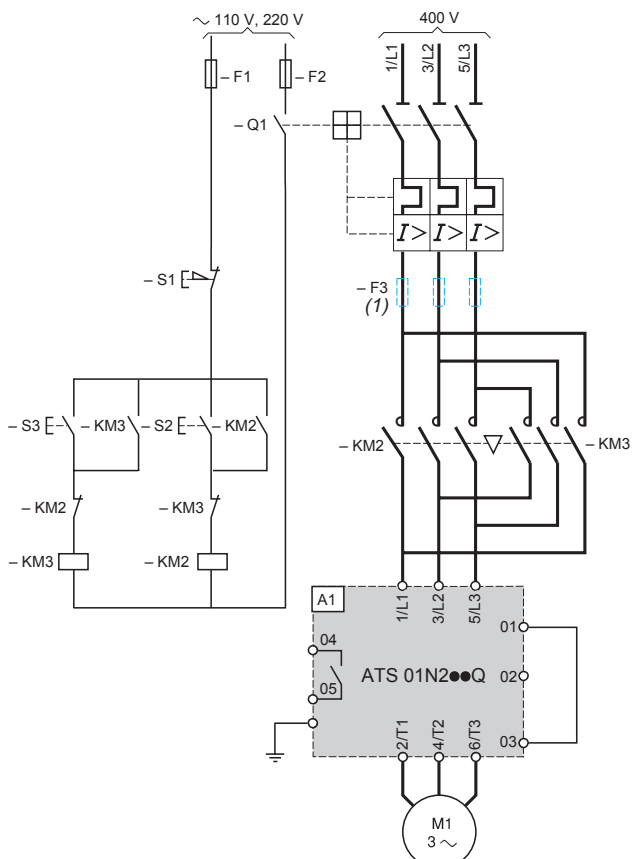 ∼ 110 V, 220 V
400 V
1/L1
3/L2
5/L3
– F1
– F2
– Q1
I>
I>
I>
– S1
– F3
(1)
– S3
– KM3
– S2
– KM2
– KM2
– KM3
– KM2
– KM3
– KM3
– KM2
A1
1/L1
3/L2
5/L3
01
04
ATS 01N2●●Q
02
05
03
2/T1
4/T2
6/T3
M1
3 ∼